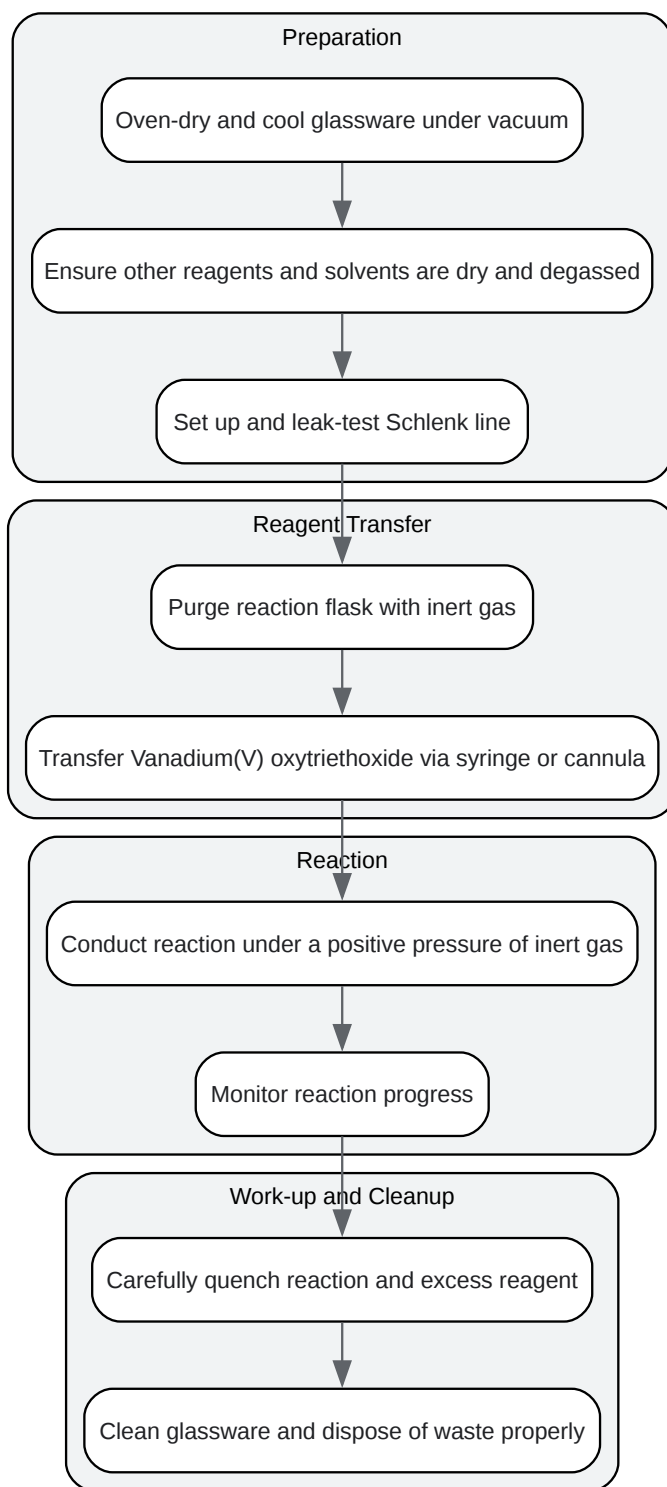 Preparation
Oven-dry and cool glassware under vacuum
Ensure other reagents and solvents are dry and degassed
Set up and leak-test Schlenk line
Reagent Transfer
Purge reaction flask with inert gas
Transfer Vanadium(V) oxytriethoxide via syringe or cannula
Reaction
Conduct reaction under a positive pressure of inert gas
Monitor reaction progress
Work-up and Cleanup
Carefully quench reaction and excess reagent
Clean glassware and dispose of waste properly